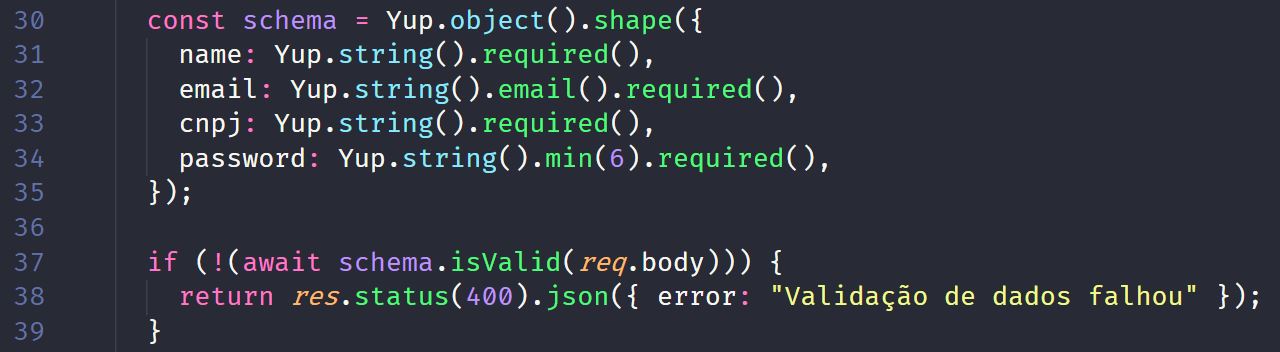 30 const schema = Yup.object().shape({
31 name: Yup.string().required(),
32 email: Yup.string().email().required(),
33 cnpj: Yup.string().required(),
34 password: Yup.string().min(6).required(),
35 });
36
37 if (!(await schema.isValid(req.body))) {
38 return res.status(400).json({ error: "Validação de dados falhou" });
39 }